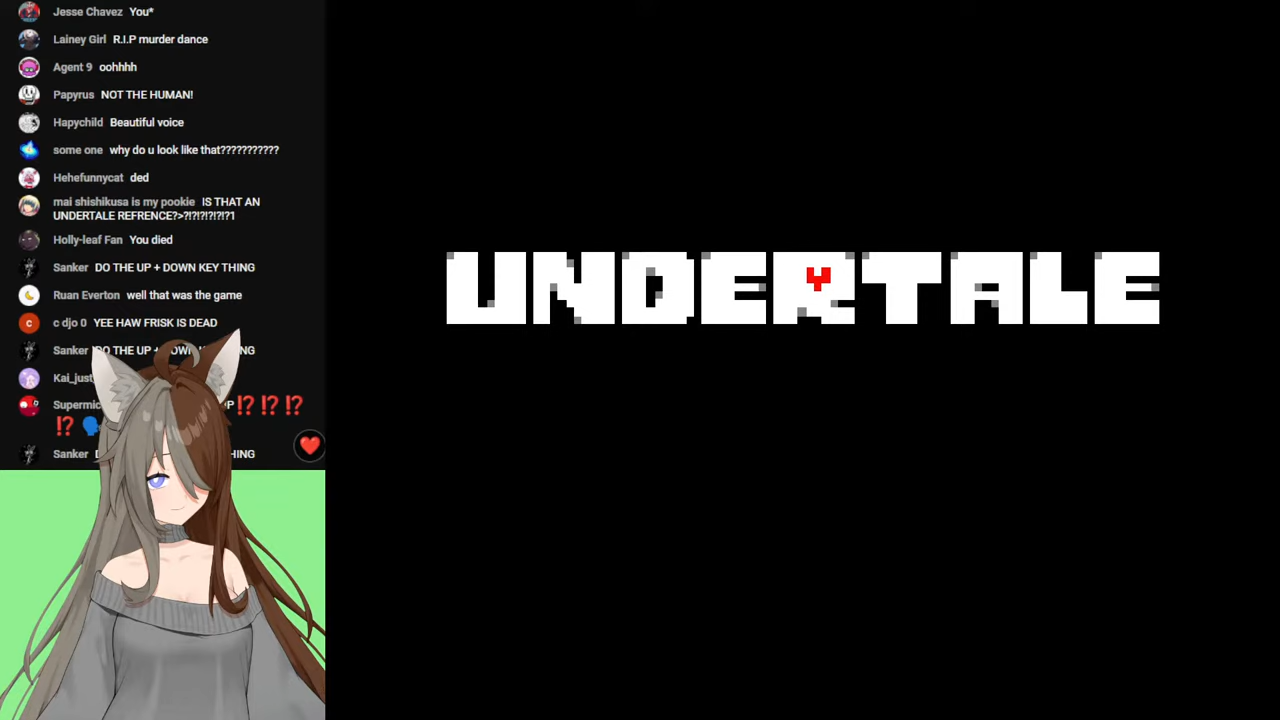 Jesse Chavez You*
Lainey Girl R.I.P murder dance
Agent 9 oohhhh
Papyrus NOT THE HUMAN!
Hapychild Beautiful voice
some one why do u look like that???????????
Hehefunnycat ded
mai shishikusa is my pookie IS THAT AN
UNDERTALE REFRENCE?>?!?!?!?!?!?1
Holly-leaf Fan You died
Sanker DO THE UP + DOWN KEY THING
Ruan Everton well that was the game
c djo 0 YEE HAW FRISK IS DEAD
Sanker DO THE UP +
Sanker
UNDERTALE